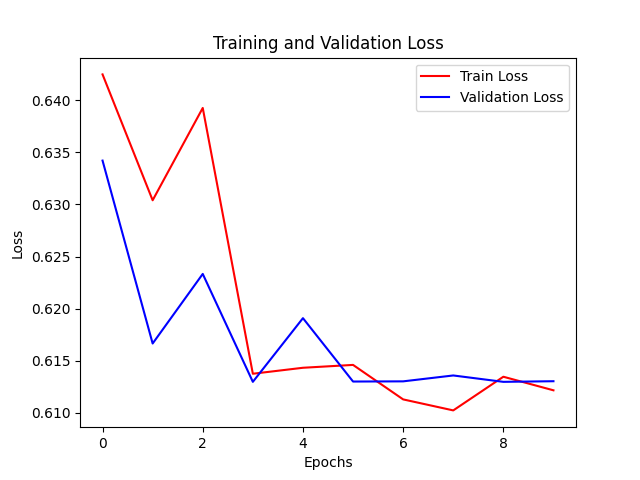 Training and Validation Loss
Train Loss
Validation Loss
0.640
0.635
0.630
0.625
0.620
0.615
0.610
Loss
0 2 4 6 8
Epochs